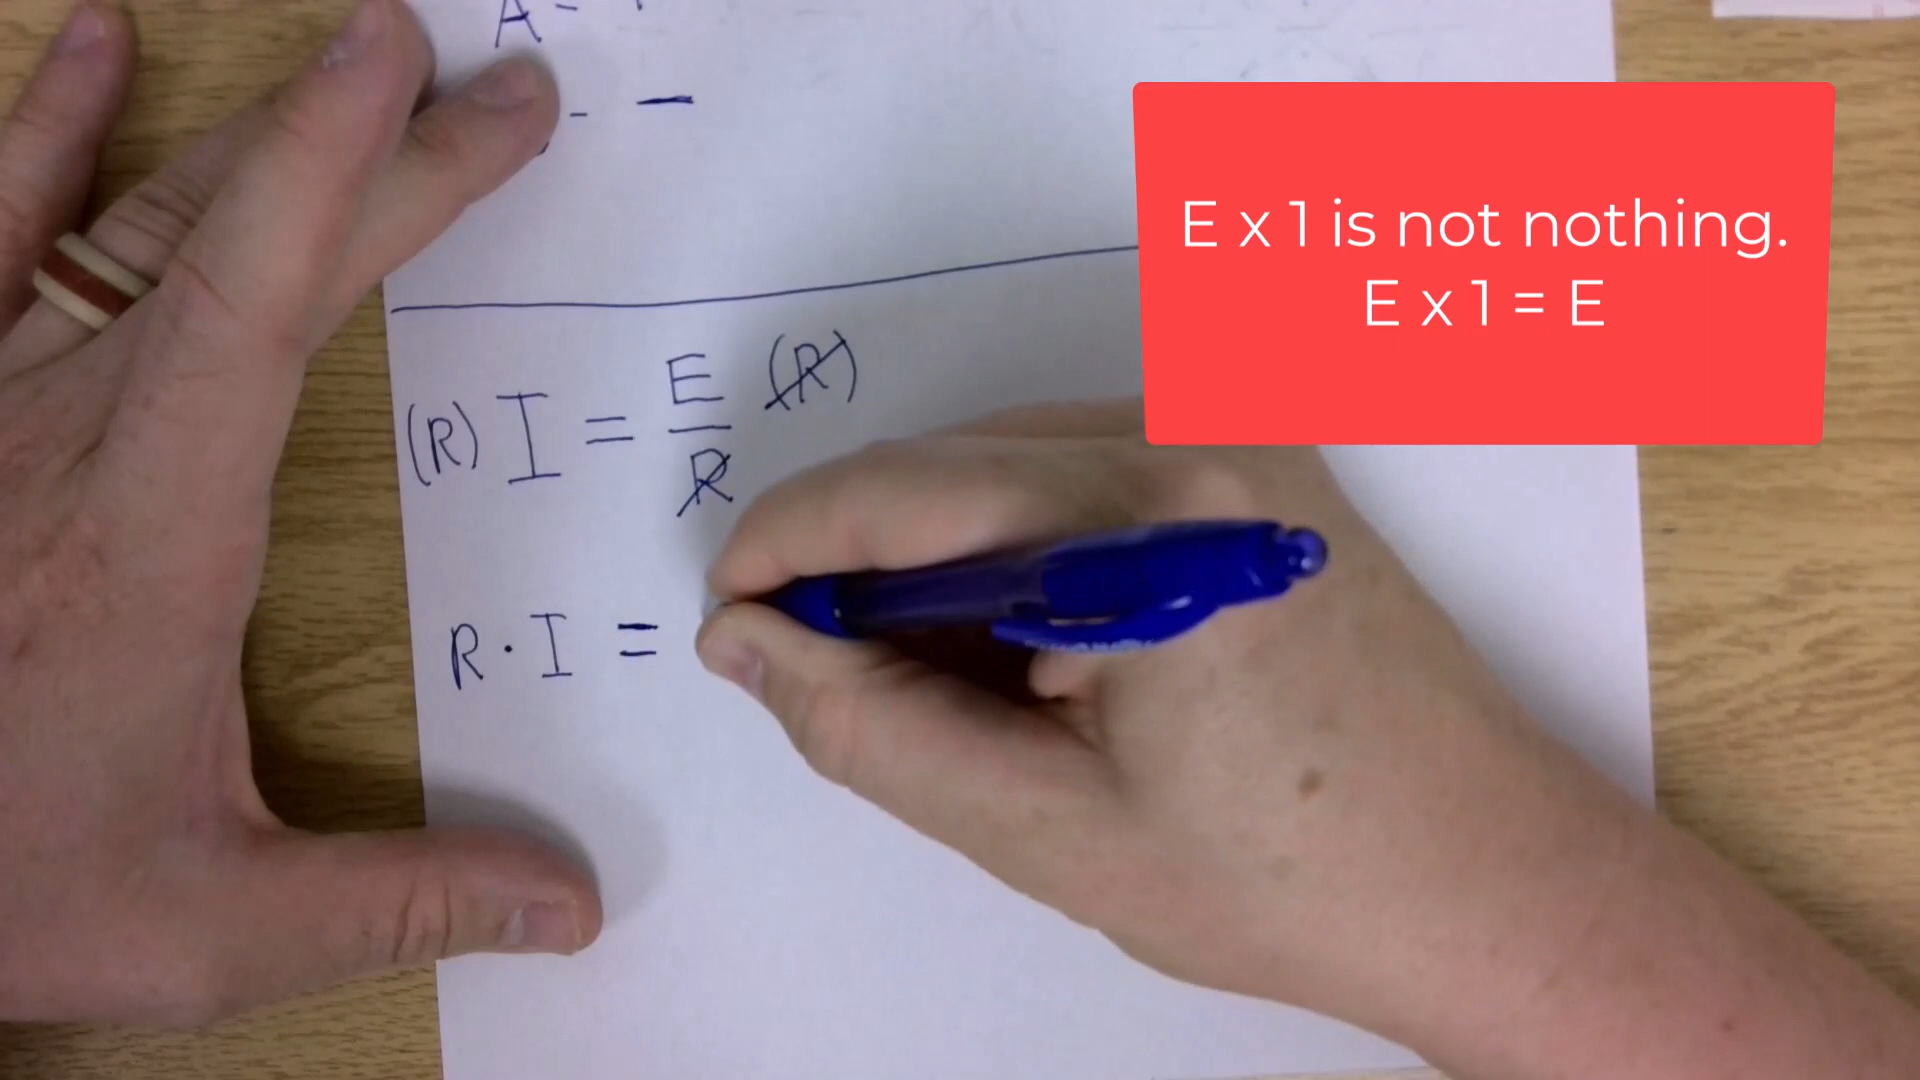 A -
- —
(R) I = E/R (R)
R · I =
E x 1 is not nothing.
E x 1 = E